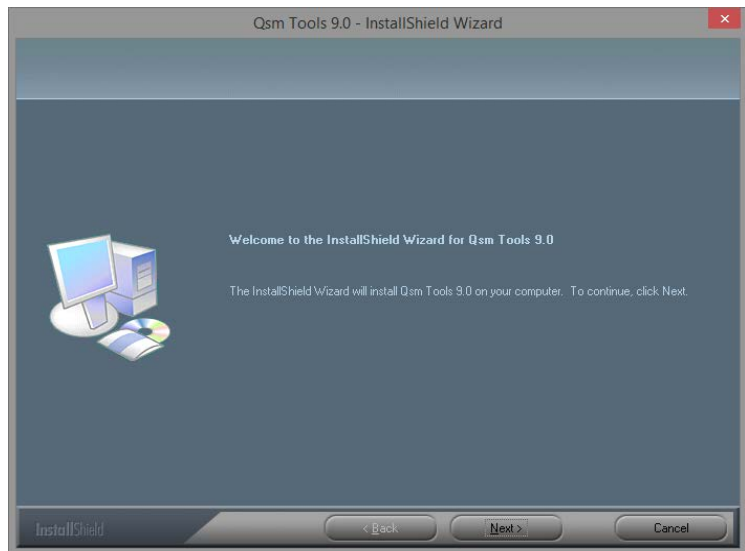 Qsm Tools 9.0 - InstallShield Wizard
Welcome to the InstallShield Wizard for Qsm Tools 9.0
The InstallShield Wizard will install Qsm Tools 9.0 on your computer. To continue, click Next.
InstallShield
< Back
Next >
Cancel